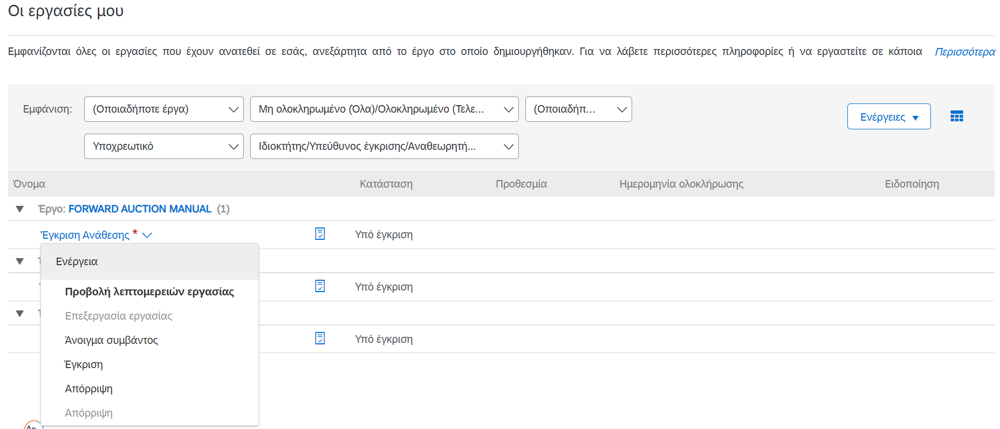 Οι εργασίες μου
Εμφανίζονται όλες οι εργασίες που έχουν ανατεθεί σε εσάς, ανεξάρτητα από το έργο στο οποίο δημιουργήθηκαν. Για να λάβετε περισσότερες πληροφορίες ή να εργαστείτε σε κάποια Περισσότερα
Εμφάνιση: (Οποιαδήποτε έργα) Μη ολοκληρωμένο (Όλα)/Ολοκληρωμένο (Τελε... (Οποιαδήπ... Ενέργειες
Υποχρεωτικό Ιδιοκτήτης/Υπεύθυνος έγκρισης/Αναθεωρητή...
Όνομα Κατάσταση Προθεσμία Ημερομηνία ολοκλήρωσης Ειδοποίηση
Έργο: FORWARD AUCTION MANUAL (1)
Έγκριση Ανάθεσης * Υπό έγκριση
Ενέργεια
Υπό έγκριση
Προβολή λεπτομερειών εργασίας
Επεξεργασία εργασίας
Άνοιγμα συμβάντος Υπό έγκριση
Έγκριση
Απόρριψη
Απόρριψη